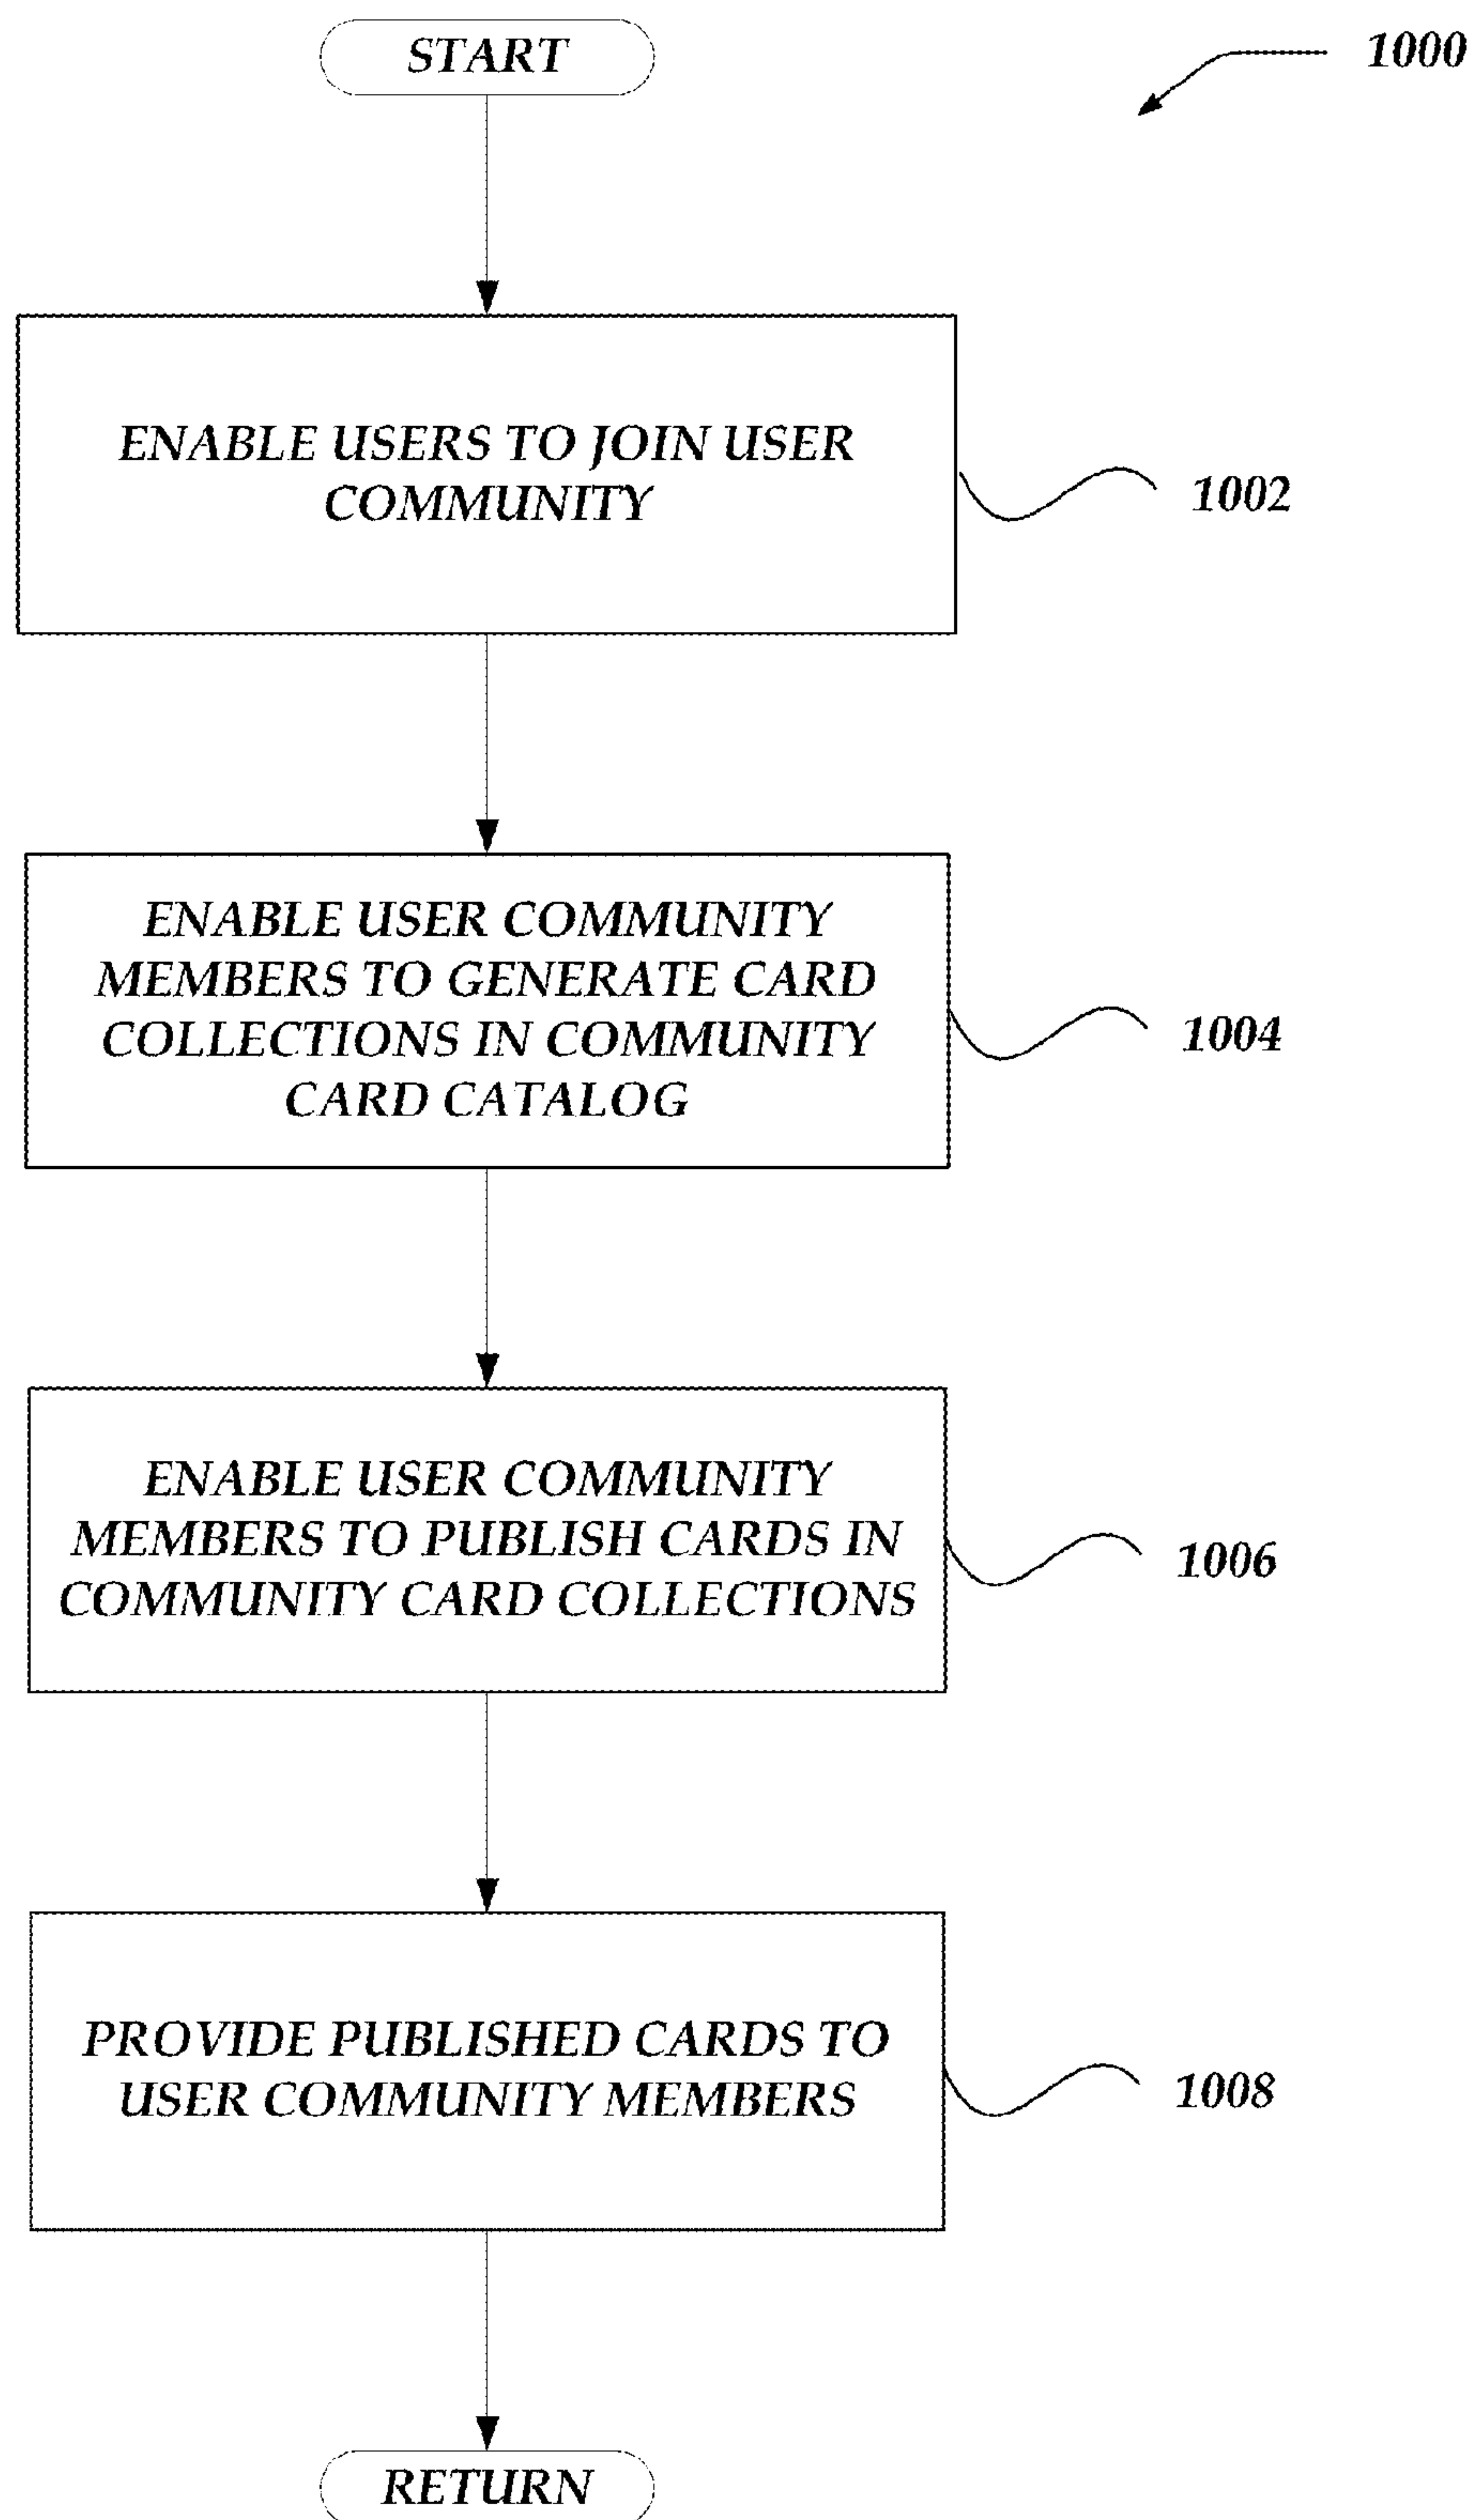 START
1000
ENABLE USERS TO JOIN USER
COMMUNITY
1002
ENABLE USER COMMUNITY
MEMBERS TO GENERATE CARD
COLLECTIONS IN COMMUNITY
CARD CATALOG
1004
ENABLE USER COMMUNITY
MEMBERS TO PUBLISH CARDS IN
COMMUNITY CARD COLLECTIONS
1006
PROVIDE PUBLISHED CARDS TO
USER COMMUNITY MEMBERS
1008
RETURN